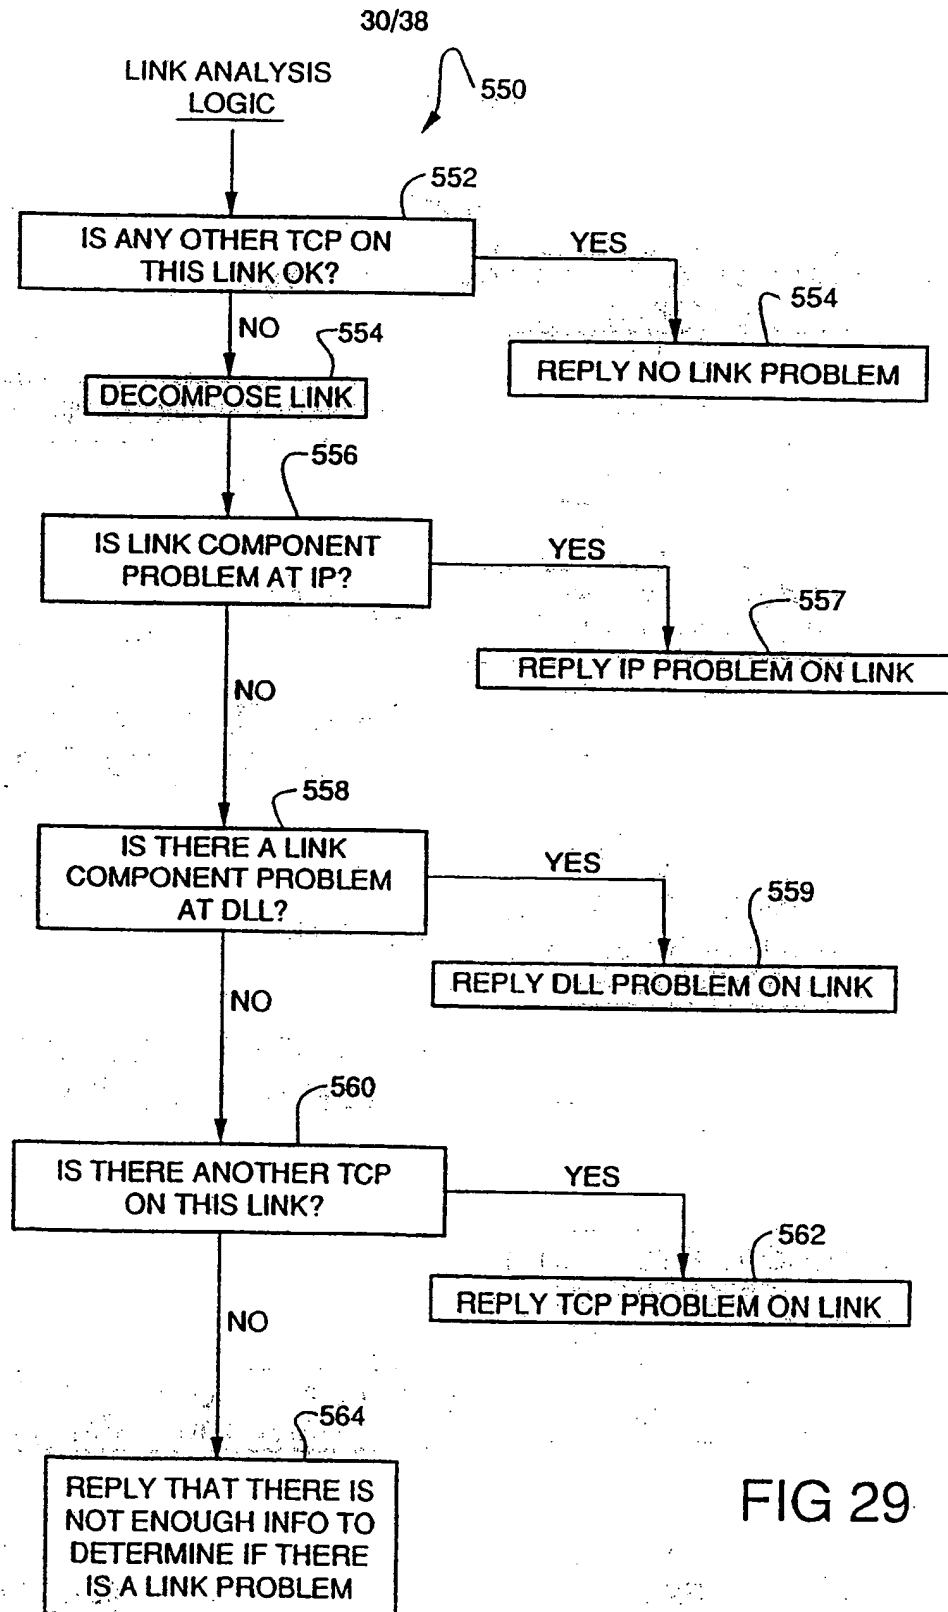 30/38
LINK ANALYSIS
LOGIC
550
552
IS ANY OTHER TCP ON
THIS LINK OK?
YES
NO
554
554
DECOMPOSE LINK
REPLY NO LINK PROBLEM
556
IS LINK COMPONENT
PROBLEM AT IP?
YES
557
REPLY IP PROBLEM ON LINK
NO
558
IS THERE A LINK
COMPONENT PROBLEM
AT DLL?
YES
559
REPLY DLL PROBLEM ON LINK
NO
560
IS THERE ANOTHER TCP
ON THIS LINK?
YES
562
REPLY TCP PROBLEM ON LINK
NO
564
REPLY THAT THERE IS
NOT ENOUGH INFO TO
DETERMINE IF THERE
IS A LINK PROBLEM
FIG 29